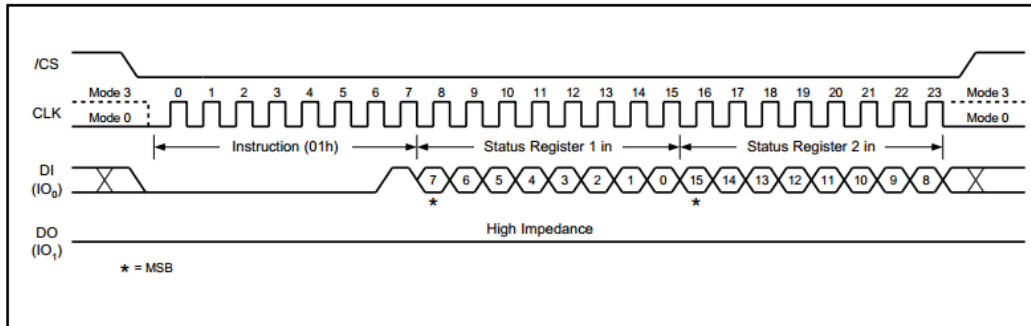 /CS
Mode 3 0 1 2 3 4 5 6 7 8 9 10 11 12 13 14 15 16 17 18 19 20 21 22 23 Mode 3
CLK Mode 0 Mode 0
Instruction (01h) Status Register 1 in Status Register 2 in
DI
(IO0) 7 6 5 4 3 2 1 0 15 14 13 12 11 10 9 8
* *
DO High Impedance
(IO1)
* = MSB